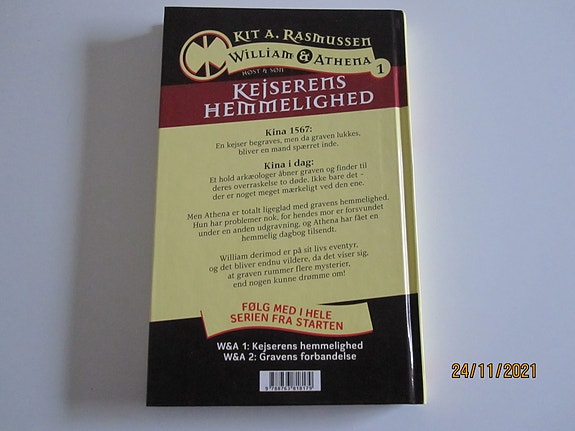 KIT A. RASMUSSEN
WILLIAM & ATHENA
1
HØST & SØN
KEJSERENS
HEMMELIGHED
Kina 1567:
En kejser begraves, men da graven lukkes,
bliver en mand spærret inde.
Kina i dag:
Et hold arkæologer åbner graven og finder til
deres overraskelse to døde. Ikke bare det –
der er noget meget mærkeligt ved den ene.
Men Athena er totalt ligeglad med gravens hemmelighed.
Hun har problemer nok, for hendes mor er forsvundet
under en anden udgravning, og Athena har fået en
hemmelig dagbog tilsendt.
William derimod er på sit livs eventyr,
og det bliver endnu vildere, da det viser sig,
at graven rummer flere mysterier,
end nogen kunne drømme om!
FØLG MED I HELE
SERIEN FRA STARTEN
W&A 1: Kejserens hemmelighed
W&A 2: Gravens forbandelse
9 788763 818179
24/11/2021